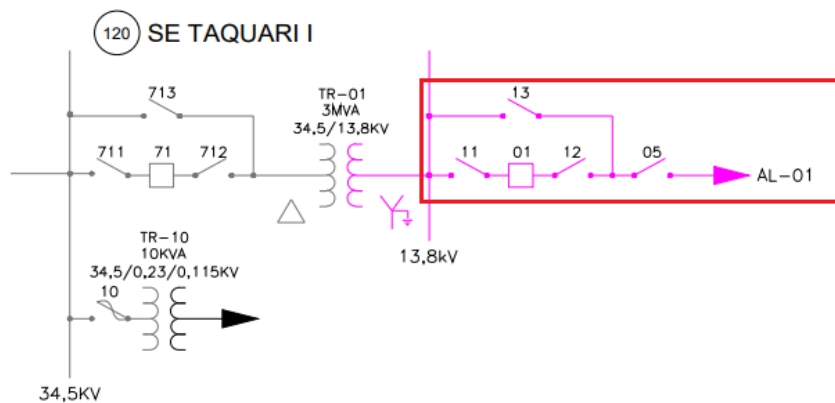 120 SE TAQUARI I
713
711 71 712
TR-01
3MVA
34,5/13,8KV
13
11 01 12 05
AL-01
13,8kV
TR-10
10KVA
34,5/0,23/0,115KV
10
34,5KV